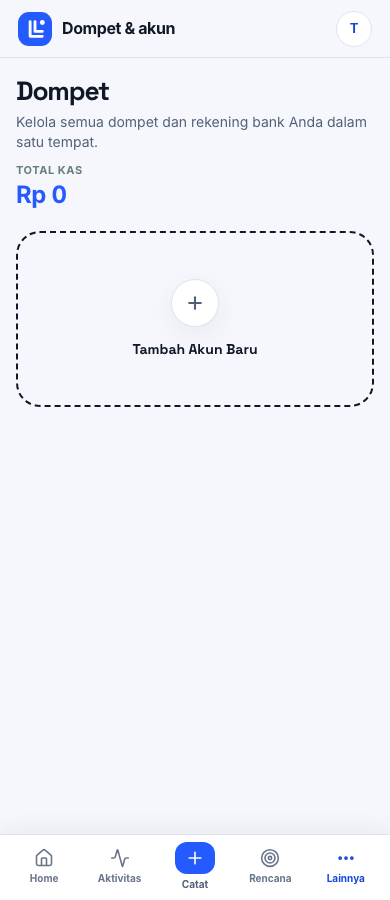 Dompet & akun
T
Dompet
Kelola semua dompet dan rekening bank Anda dalam
satu tempat.
TOTAL KAS
Rp 0
Tambah Akun Baru
Home
Aktivitas
Catat
Rencana
Lainnya